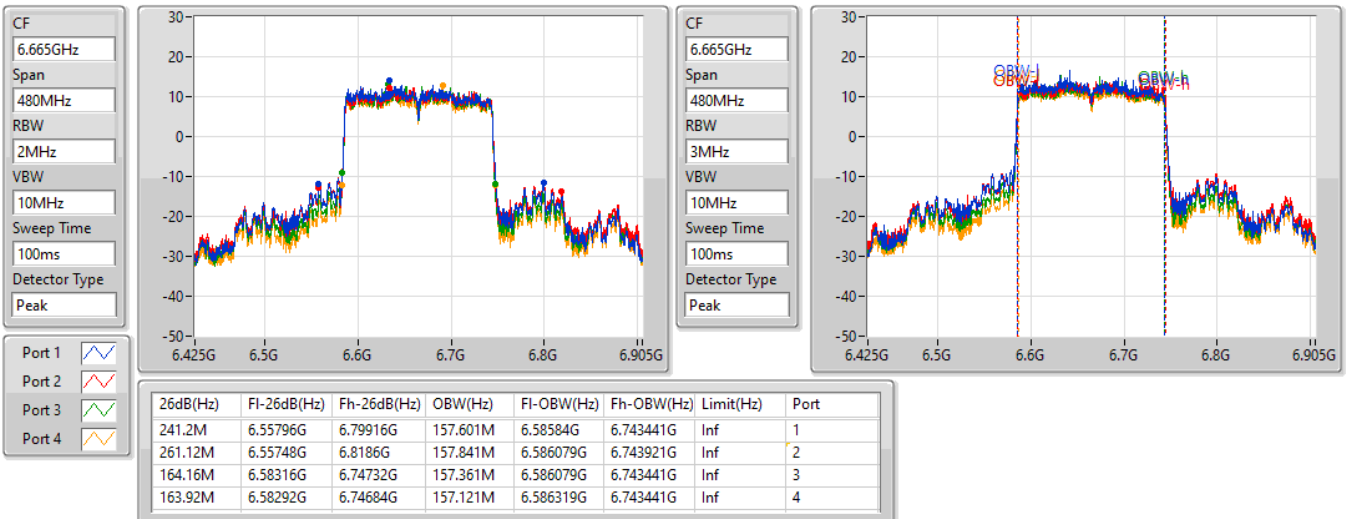 CF
6.665GHz
Span
480MHz
RBW
2MHz
VBW
10MHz
Sweep Time
100ms
Detector Type
Peak
30
20
10
0
-10
-20
-30
-40
-50
6.425G 6.5G 6.6G 6.7G 6.8G 6.905G
CF
6.665GHz
Span
480MHz
RBW
3MHz
VBW
10MHz
Sweep Time
100ms
Detector Type
Peak
30
20
10
0
-10
-20
-30
-40
-50
OBW-l OBW-h
6.425G 6.5G 6.6G 6.7G 6.8G 6.905G
Port 1
Port 2
Port 3
Port 4
26dB(Hz) Fl-26dB(Hz) Fh-26dB(Hz) OBW(Hz) Fl-OBW(Hz) Fh-OBW(Hz) Limit(Hz) Port
241.2M 6.55796G 6.79916G 157.601M 6.58584G 6.743441G Inf 1
261.12M 6.55748G 6.8186G 157.841M 6.586079G 6.743921G Inf 2
164.16M 6.58316G 6.74732G 157.361M 6.586079G 6.743441G Inf 3
163.92M 6.58292G 6.74684G 157.121M 6.586319G 6.743441G Inf 4